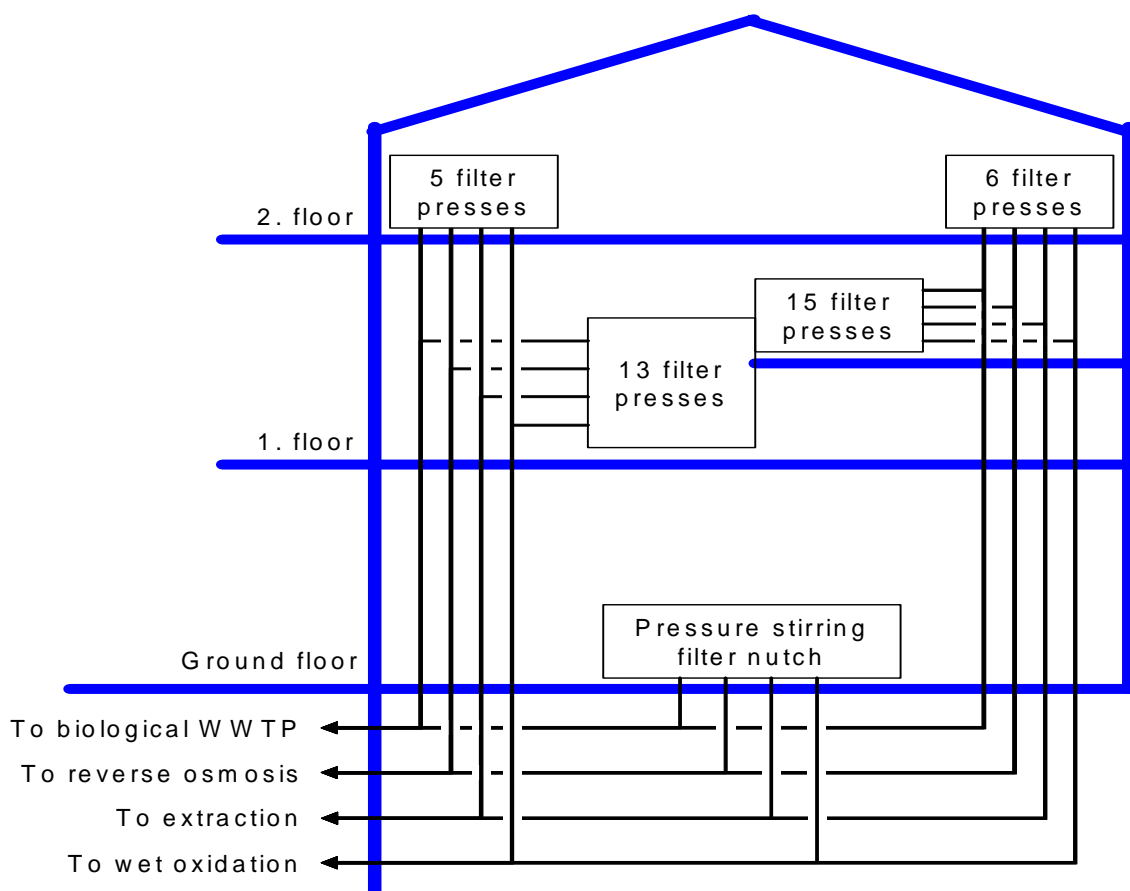 5 filter
presses
6 filter
presses
2. floor
15 filter
presses
13 filter
presses
1. floor
Pressure stirring
filter nutch
Ground floor
To biological WWTP
To reverse osmosis
To extraction
To wet oxidation